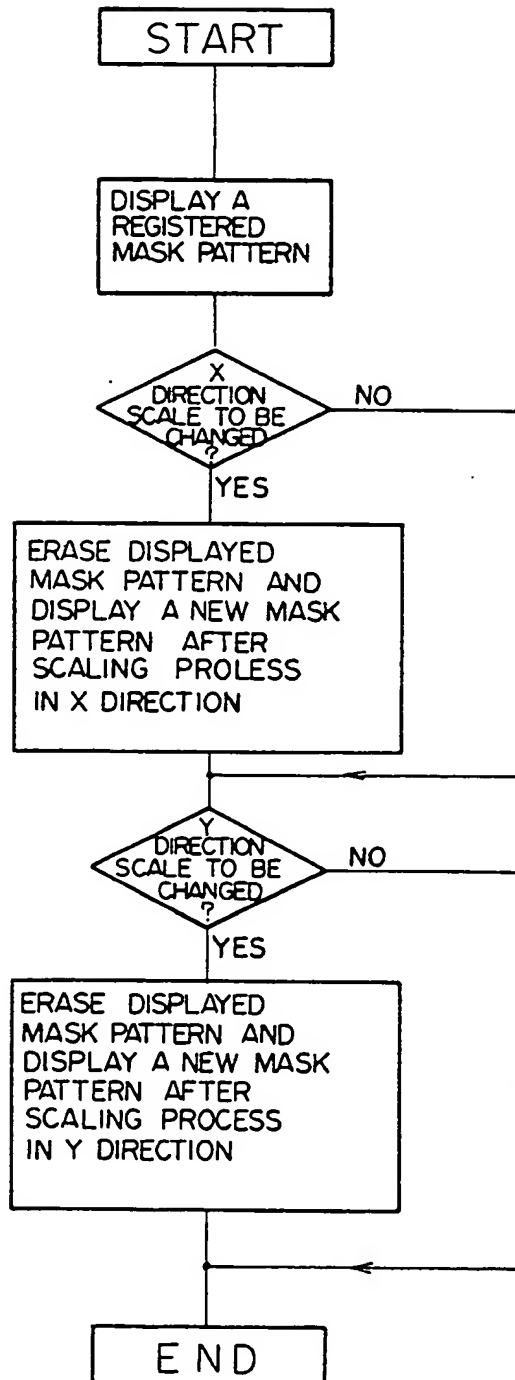 START
DISPLAY A
REGISTERED
MASK PATTERN
X
DIRECTION
SCALE TO BE
CHANGED
?
NO
YES
ERASE DISPLAYED
MASK PATTERN AND
DISPLAY A NEW MASK
PATTERN AFTER
SCALING PROLESS
IN X DIRECTION
Y
DIRECTION
SCALE TO BE
CHANGED
?
NO
YES
ERASE DISPLAYED
MASK PATTERN AND
DISPLAY A NEW MASK
PATTERN AFTER
SCALING PROCESS
IN Y DIRECTION
END